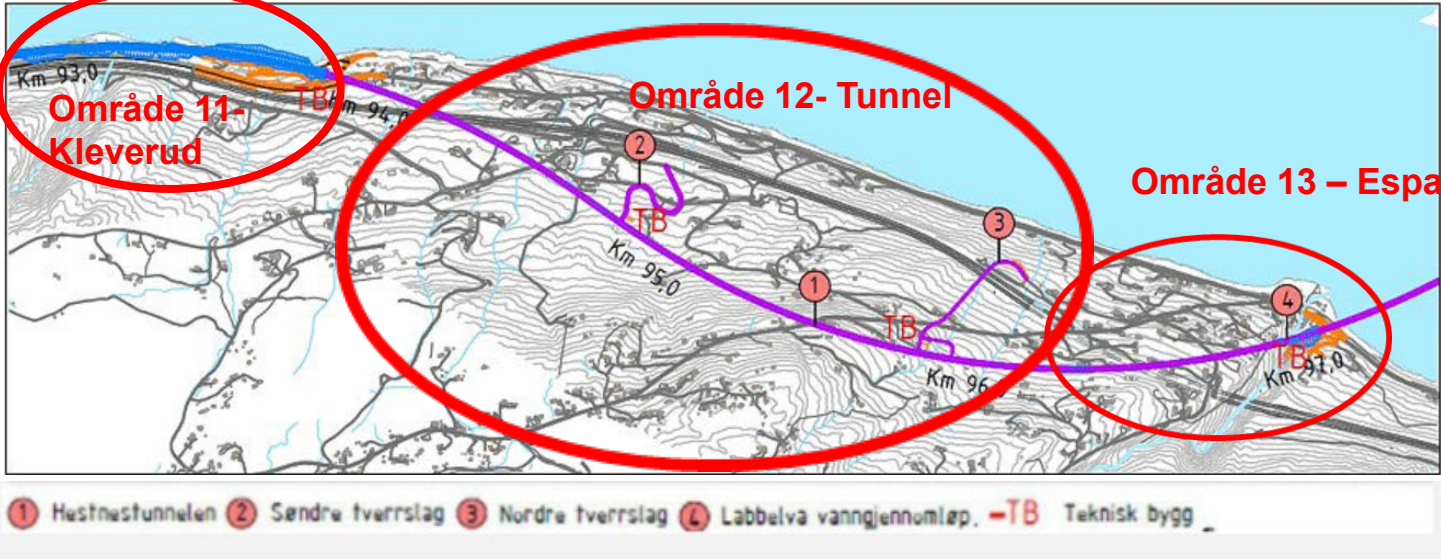 Km 93,0
Område 11-
Kleverud
TB
Km 94,0
Område 12- Tunnel
2
TB
Km 95,0
1
3
TB
Km 96,0
Område 13 – Espa
4
TB
Km 97,0
1 Hestnestunnelen 2 Søndre tverrslag 3 Nordre tverrslag 4 Labbelva vanngjennomløp. –TB Teknisk bygg